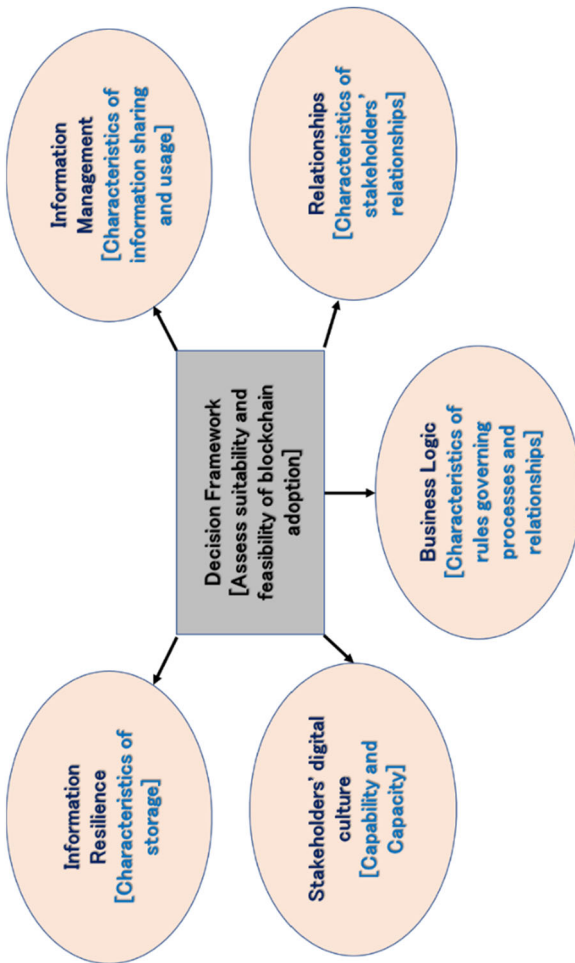 Information
Resilience
[Characteristics of
storage]
Information
Management
[Characteristics of
information sharing
and usage]
Decision Framework
[Assess suitability and
feasibility of blockchain
adoption]
Stakeholders' digital
culture
[Capability and
Capacity]
Business Logic
[Characteristics of
rules governing
processes and
relationships]
Relationships
[Characteristics of
stakeholders'
relationships]